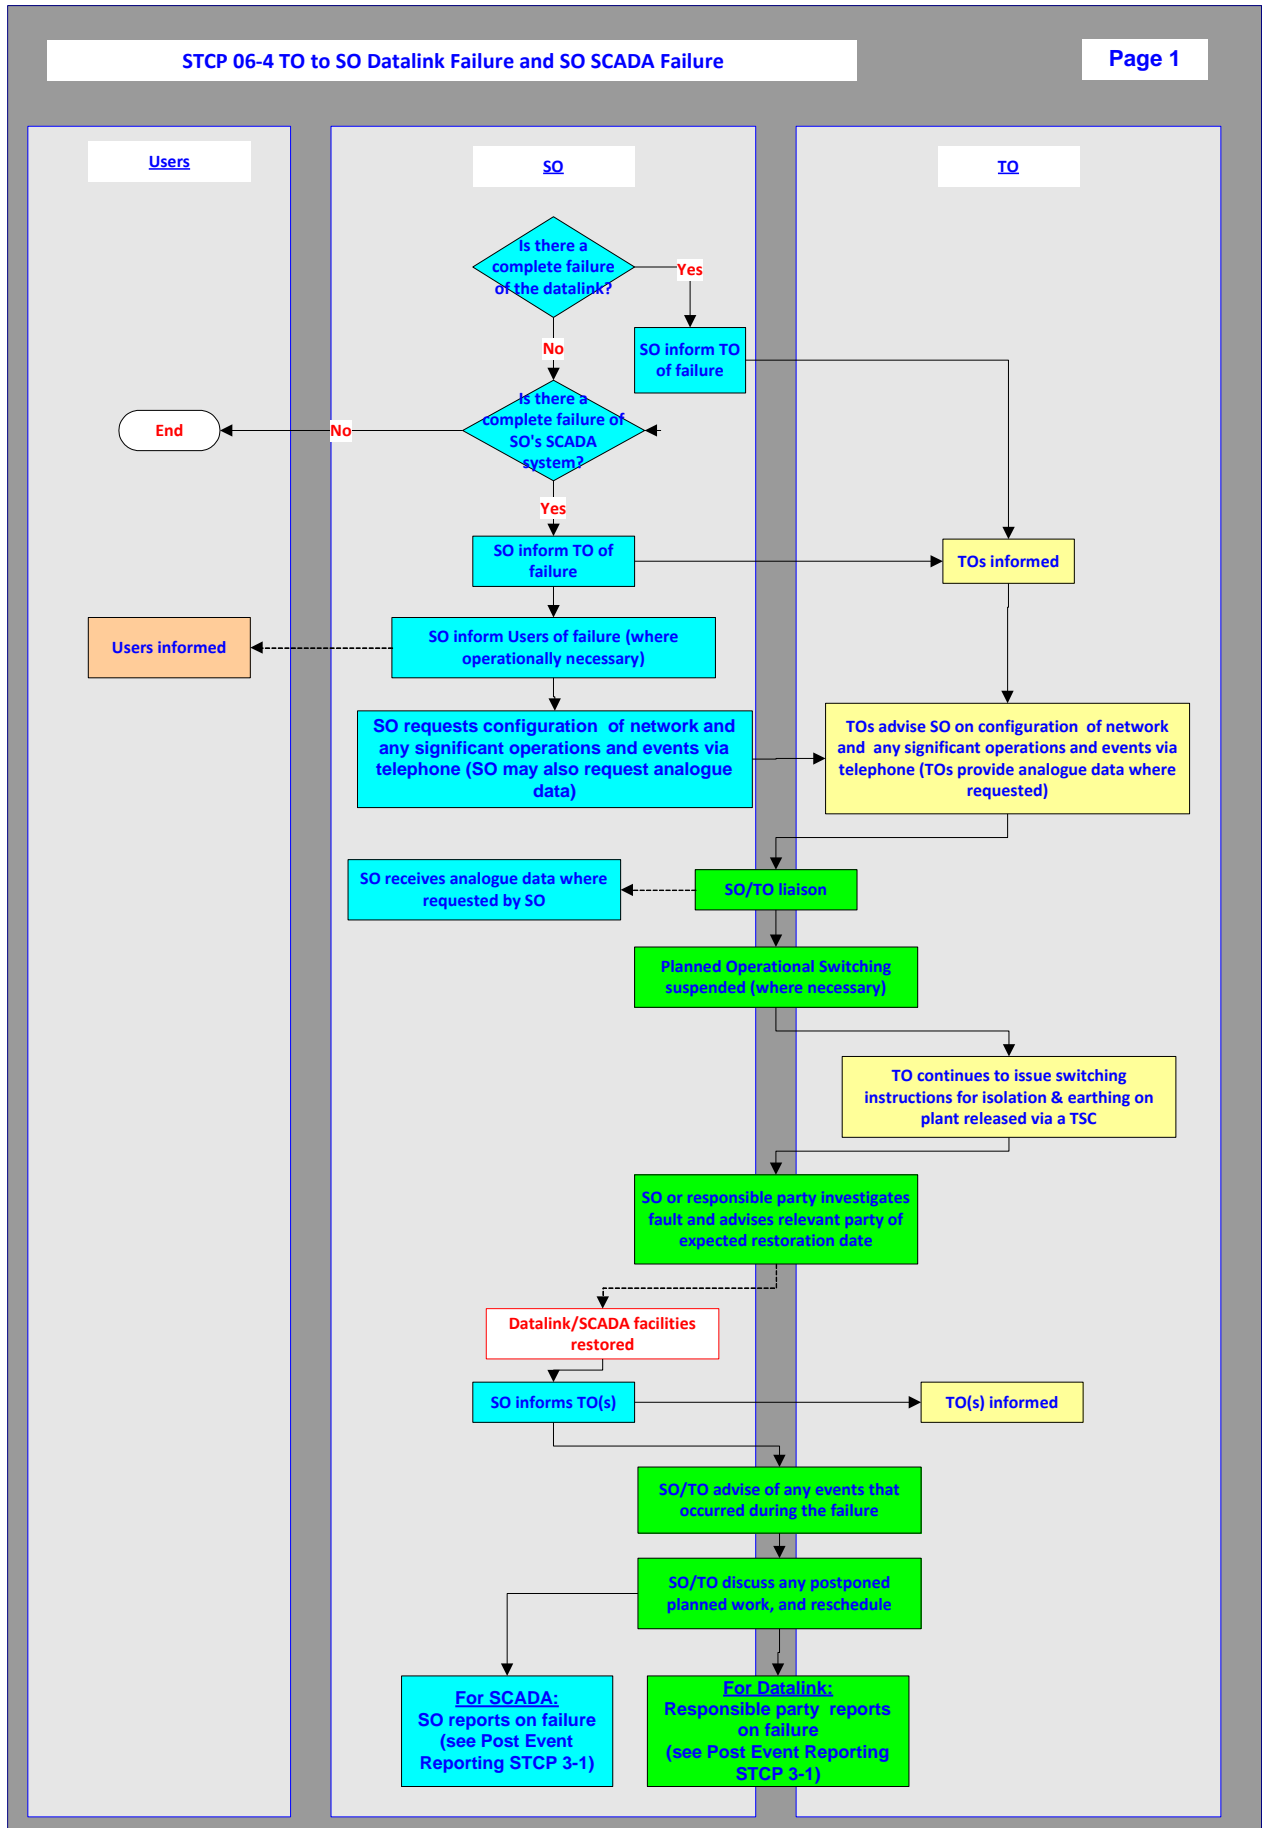 STCP 06-4 TO to SO Datalink Failure and SO SCADA Failure
Page 1
Users
SO
TO
Is there a
complete failure
of the datalink?
Yes
No
SO inform TO
of failure
Is there a
complete failure of
SO's SCADA
system?
No
End
Yes
SO inform TO of
failure
TOs informed
SO inform Users of failure (where
operationally necessary)
Users informed
SO requests configuration of network and
any significant operations and events via
telephone (SO may also request analogue
data)
TOs advise SO on configuration of network
and any significant operations and events via
telephone (TOs provide analogue data where
requested)
SO receives analogue data where
requested by SO
SO/TO liaison
Planned Operational Switching
suspended (where necessary)
TO continues to issue switching
instructions for isolation & earthing on
plant released via a TSC
SO or responsible party investigates
fault and advises relevant party of
expected restoration date
Datalink/SCADA facilities
restored
SO informs TO(s)
TO(s) informed
SO/TO advise of any events that
occurred during the failure
SO/TO discuss any postponed
planned work, and reschedule
For SCADA:
SO reports on failure
(see Post Event
Reporting STCP 3-1)
For Datalink:
Responsible party reports
on failure
(see Post Event Reporting
STCP 3-1)